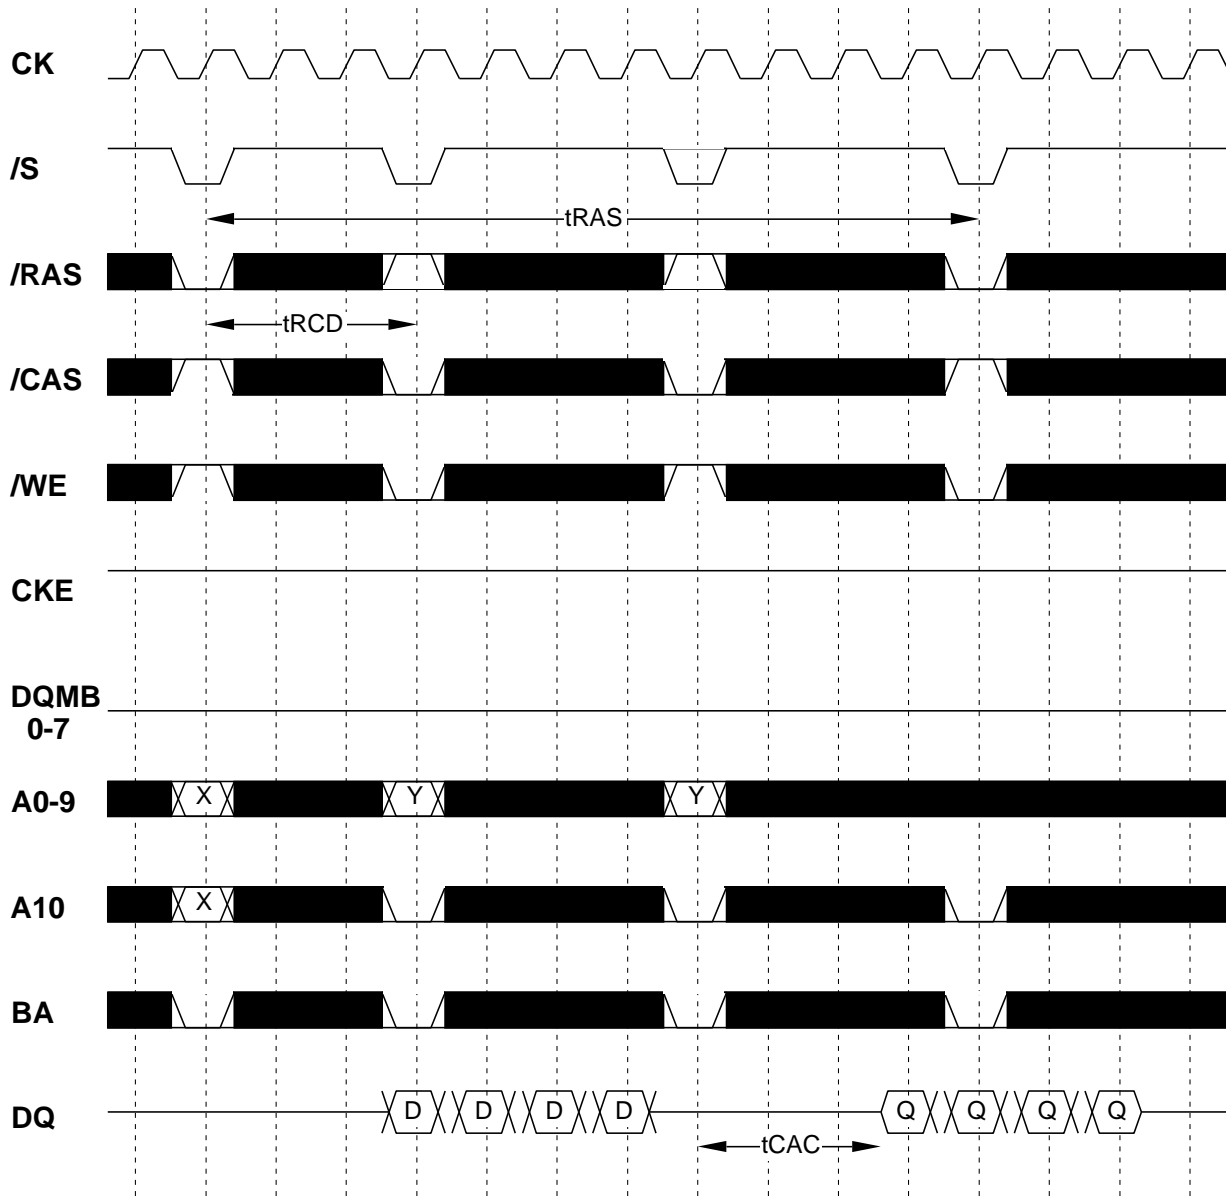 CK
/S
tRAS
/RAS
tRCD
/CAS
/WE
CKE
DQMB
0-7
A0-9 X Y Y
A10 X
BA
DQ D D D D Q Q Q Q
tCAC